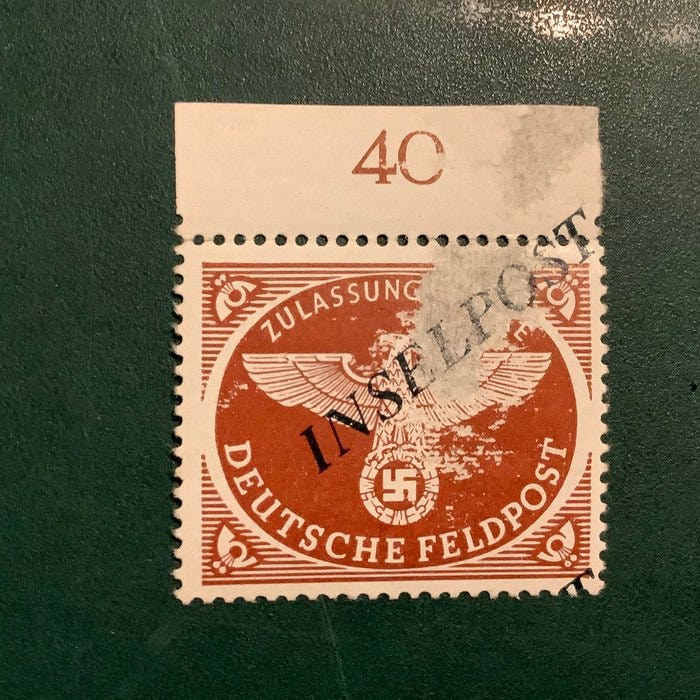 40
ZULASSUNG
INSELPOST
DEUTSCHE FELDPOST